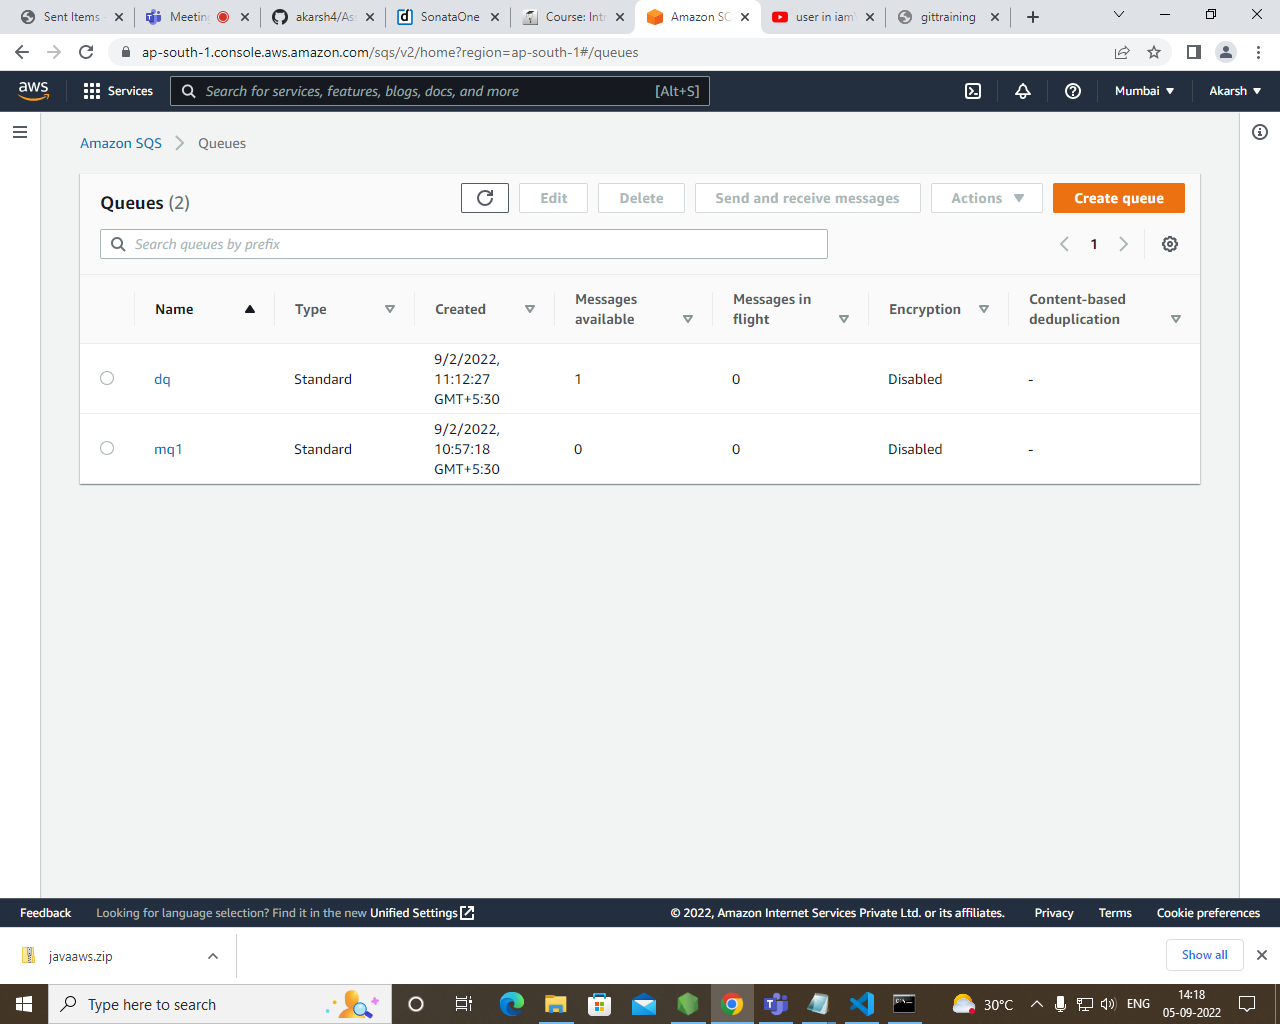 Sent Items
Meeting
akarsh4/As
SonataOne
Course: Intr
Amazon SQ
user in iam
gittraining
ap-south-1.console.aws.amazon.com/sqs/v2/home?region=ap-south-1#/queues
aws
Services
Search for services, features, blogs, docs, and more
[Alt+S]
Mumbai
Akarsh
Amazon SQS
Queues
Queues (2)
Edit
Delete
Send and receive messages
Actions
Create queue
Search queues by prefix
1
Name
Type
Created
Messages
available
Messages in
flight
Encryption
Content-based
deduplication
dq
Standard
9/2/2022,
11:12:27
GMT+5:30
1
0
Disabled
-
mq1
Standard
9/2/2022,
10:57:18
GMT+5:30
0
0
Disabled
-
Feedback
Looking for language selection? Find it in the new Unified Settings
© 2022, Amazon Internet Services Private Ltd. or its affiliates.
Privacy
Terms
Cookie preferences
javaaws.zip
Show all
Type here to search
30°C
ENG
14:18
05-09-2022